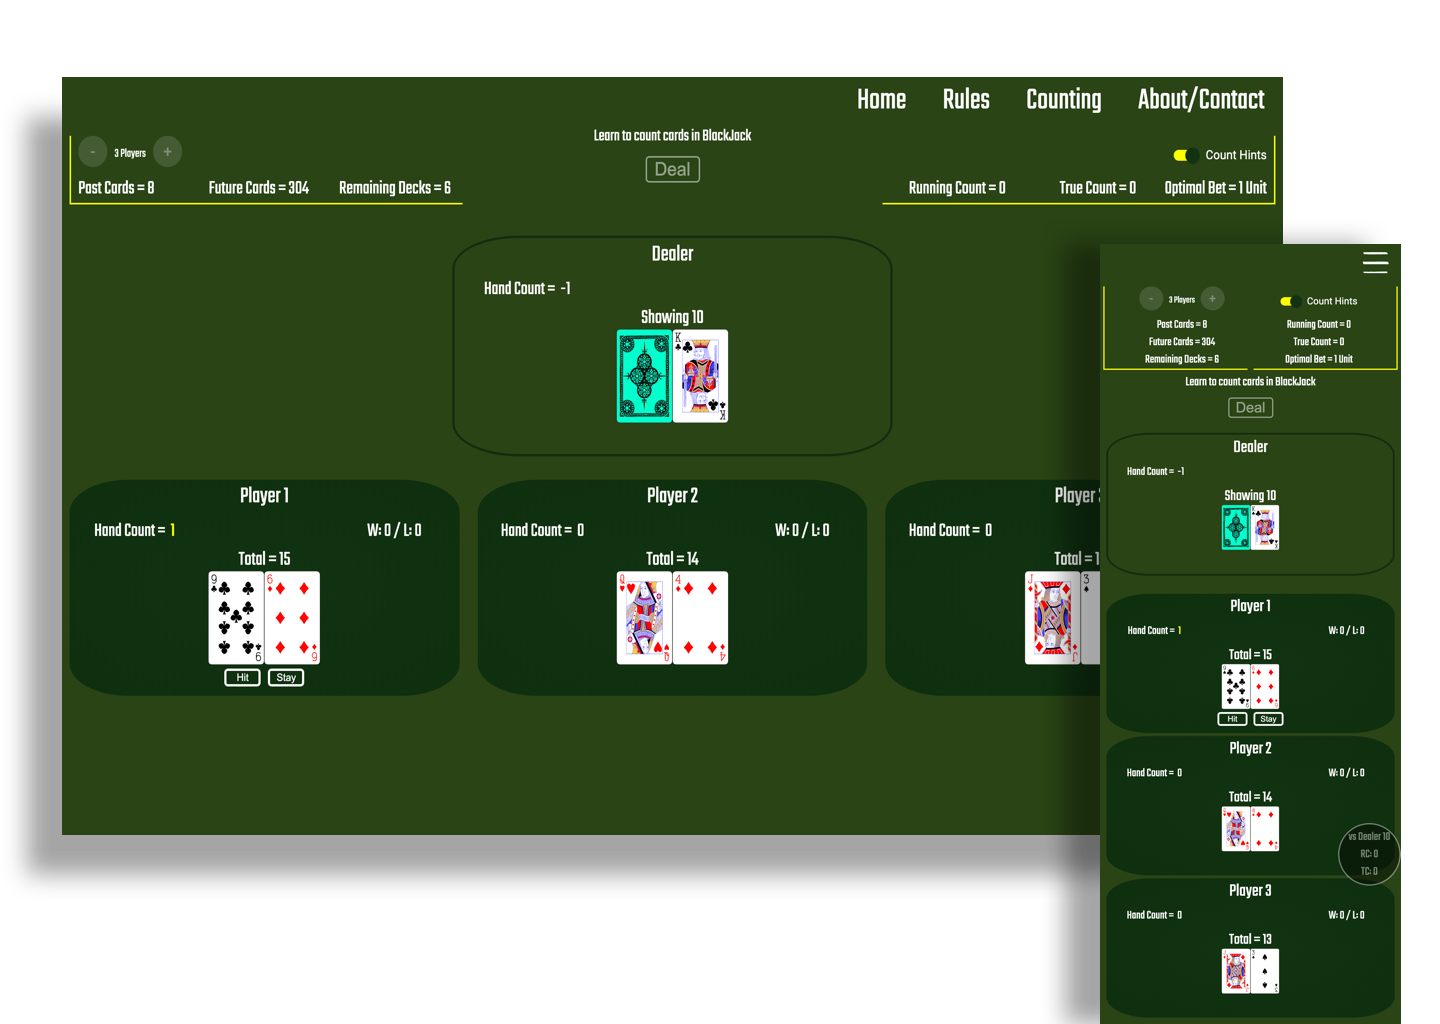 Home Rules Counting About/Contact
Learn to count cards in BlackJack
- 3 Players +
Deal
Count Hints
Past Cards = 8 Future Cards = 304 Remaining Decks = 6
Running Count = 0 True Count = 0 Optimal Bet = 1 Unit
Dealer
Hand Count = -1
Showing 10
K
K
Player 1
Hand Count = 1 W: 0 / L: 0
Total = 15
9 6
9 6
Hit Stay
Player 2
Hand Count = 0 W: 0 / L: 0
Total = 14
Q 4
Q 4
Player
Hand Count = 0
Total = 1
J 3
J
- 3 Players +
Count Hints
Past Cards = 8
Future Cards = 304
Remaining Decks = 6
Running Count = 0
True Count = 0
Optimal Bet = 1 Unit
Learn to count cards in BlackJack
Deal
Dealer
Hand Count = -1
Showing 10
Player 1
Hand Count = 1 W: 0 / L: 0
Total = 15
Hit Stay
Player 2
Hand Count = 0 W: 0 / L: 0
Total = 14
vs Dealer 10
RC: 0
TC: 0
Player 3
Hand Count = 0 W: 0 / L: 0
Total = 13